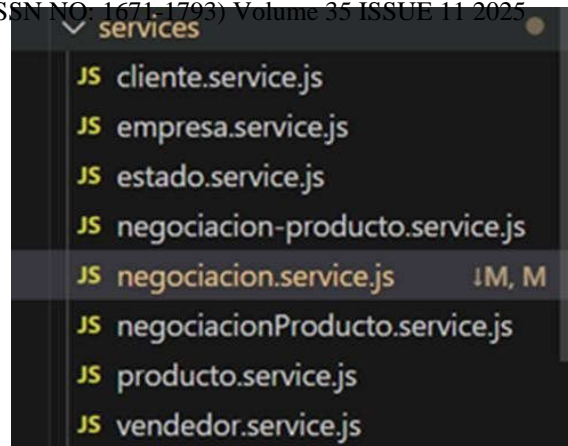 SSN NO: 1671-1793) Volume 35 ISSUE 11 2025
services
JS cliente.service.js
JS empresa.service.js
JS estado.service.js
JS negociacion-producto.service.js
JS negociacion.service.js ↓M, M
JS negociacionProducto.service.js
JS producto.service.js
JS vendedor.service.js